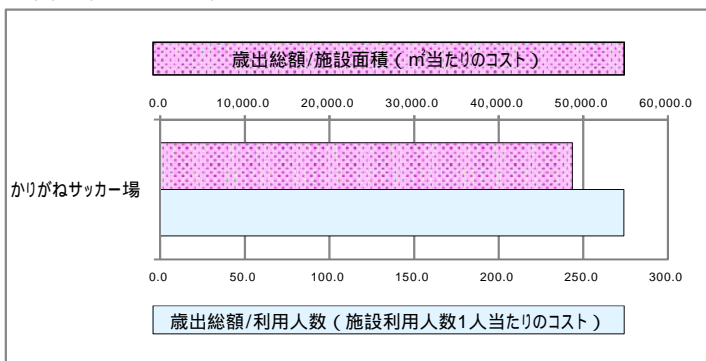 歳出総額/施設面積(㎡当たりのコスト)
0.0 10,000.0 20,000.0 30,000.0 40,000.0 50,000.0 60,000.0
かりがねサッカー場
0.0 50.0 100.0 150.0 200.0 250.0 300.0
歳出総額/利用人数(施設利用人数1人当たりのコスト)